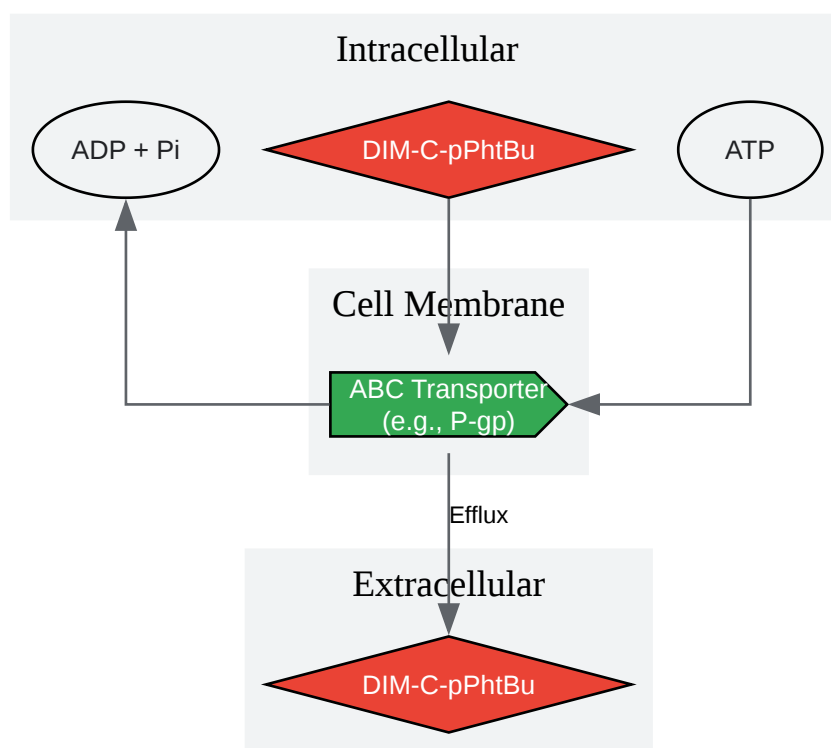 Intracellular
ADP + Pi
DIM-C-pPhtBu
ATP
Cell Membrane
ABC Transporter
(e.g., P-gp)
Efflux
Extracellular
DIM-C-pPhtBu